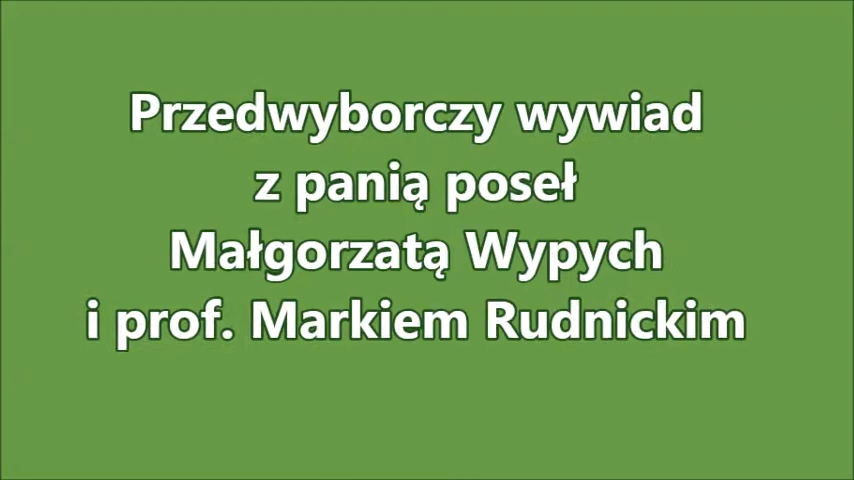 Przedwyborczy wywiad
z panią poseł
Małgorzatą Wypych
i prof. Markiem Rudnickim